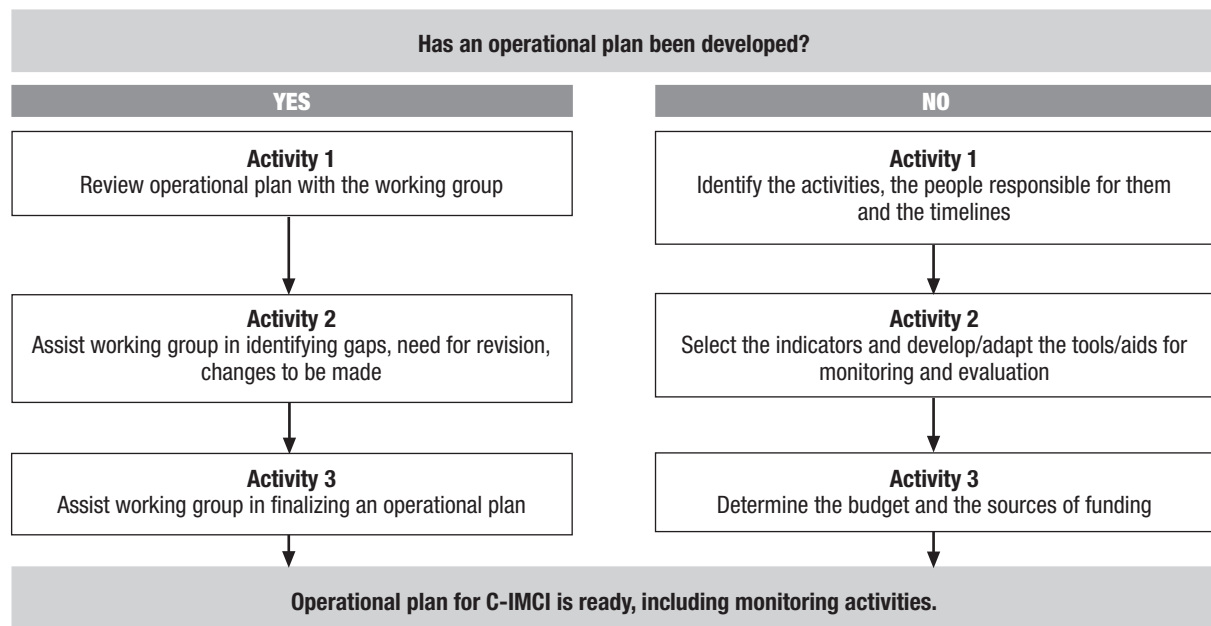 Has an operational plan been developed?
YES
Activity 1
Review operational plan with the working group
Activity 2
Assist working group in identifying gaps, need for revision,
changes to be made
Activity 3
Assist working group in finalizing an operational plan
NO
Activity 1
Identify the activities, the people responsible for them
and the timelines
Activity 2
Select the indicators and develop/adapt the tools/aids for
monitoring and evaluation
Activity 3
Determine the budget and the sources of funding
Operational plan for C-IMCI is ready, including monitoring activities.